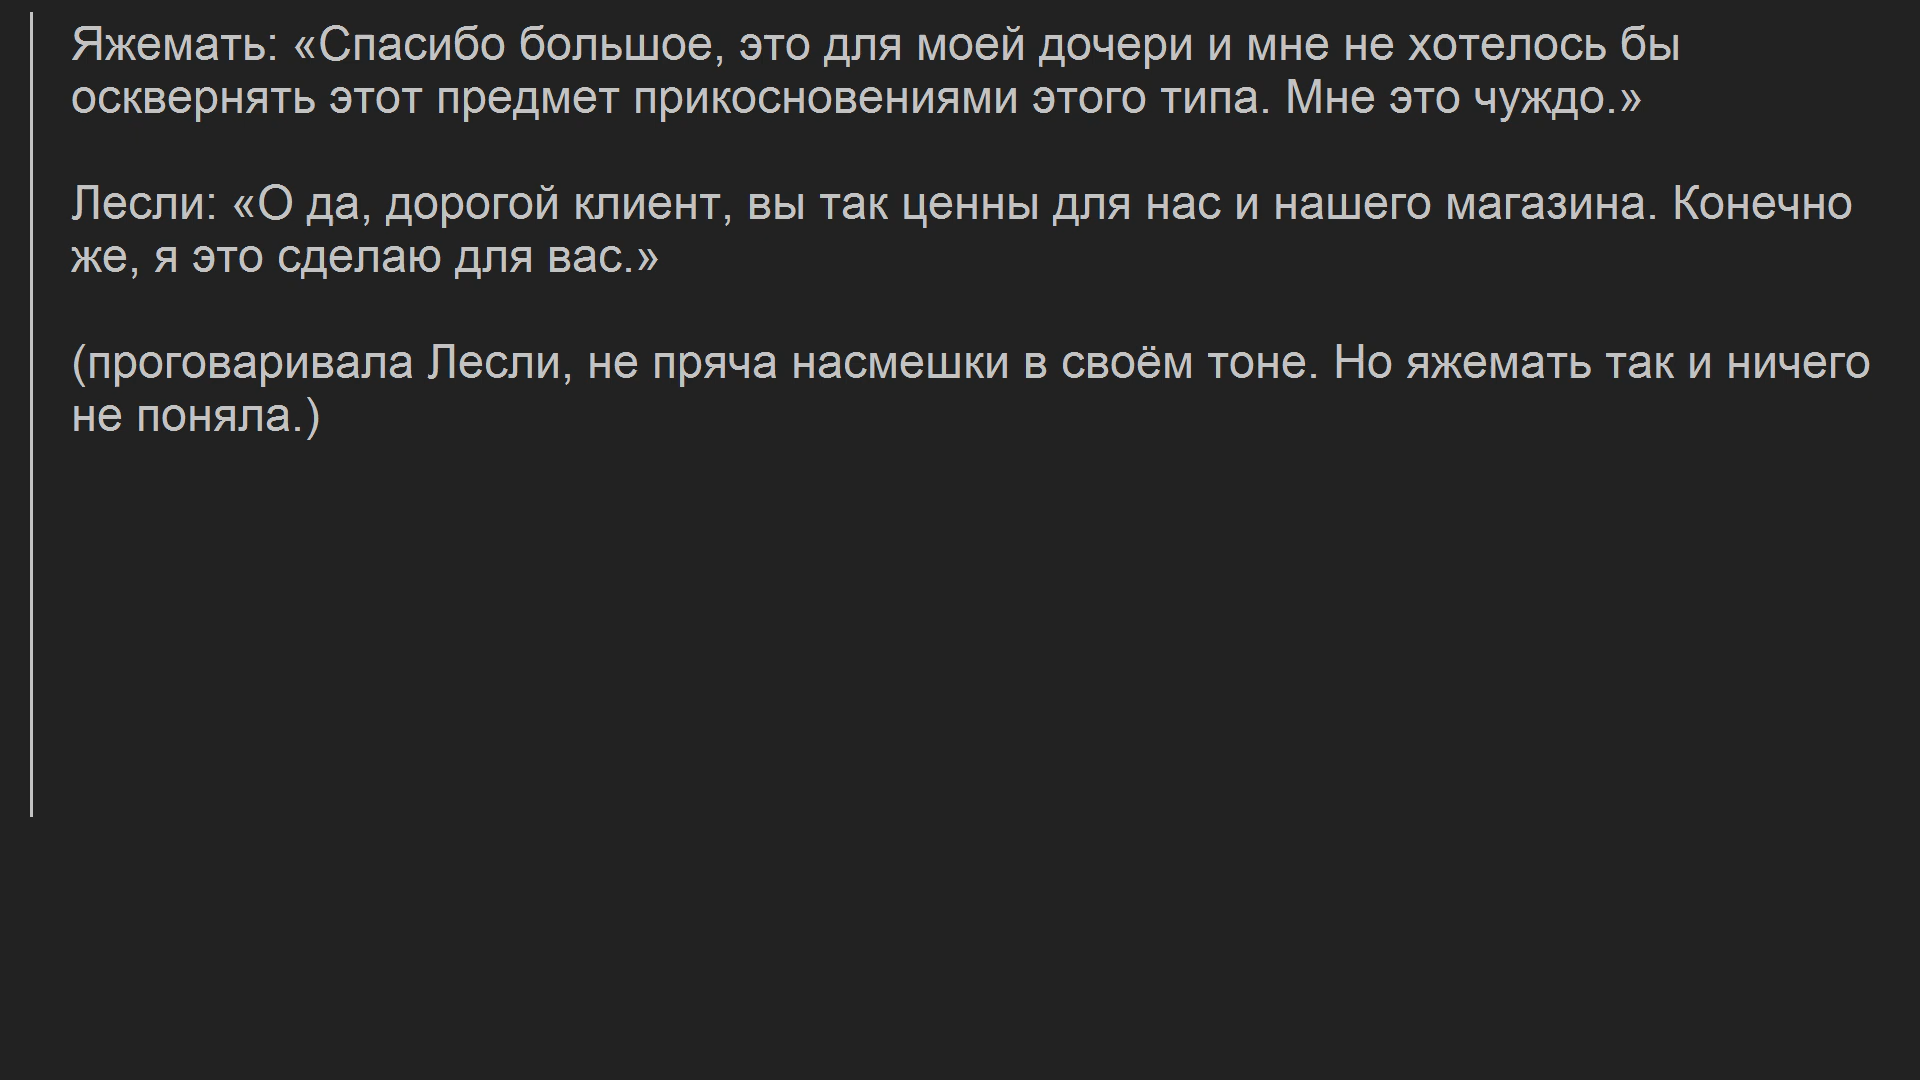 Яжемать: «Спасибо большое, это для моей дочери и мне не хотелось бы
осквернять этот предмет прикосновениями этого типа. Мне это чуждо.»
Лесли: «О да, дорогой клиент, вы так ценны для нас и нашего магазина. Конечно
же, я это сделаю для вас.»
(проговаривала Лесли, не пряча насмешки в своём тоне. Но яжемать так и ничего
не поняла.)